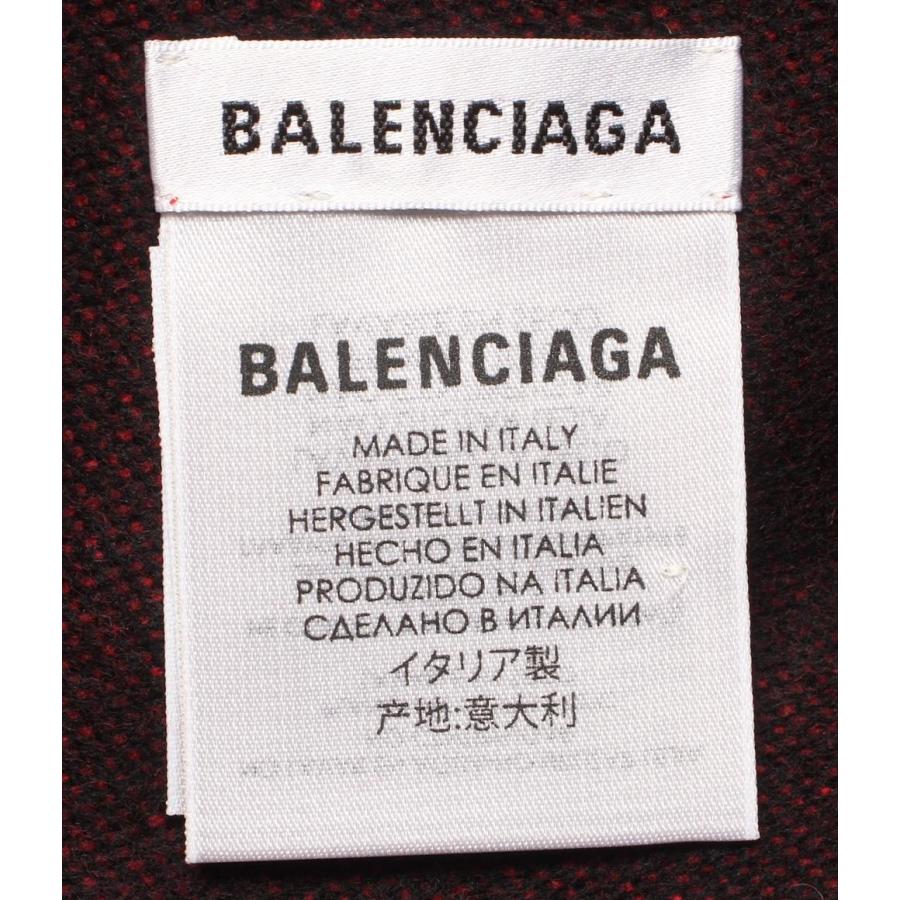 BALENCIAGA
BALENCIAGA
MADE IN ITALY
FABRIQUE EN ITALIE
HERGESTELLT IN ITALIEN
HECHO EN ITALIA
PRODUZIDO NA ITALIA
СДЕЛАНО В ИТАЛИИ
イタリア製
产地:意大利